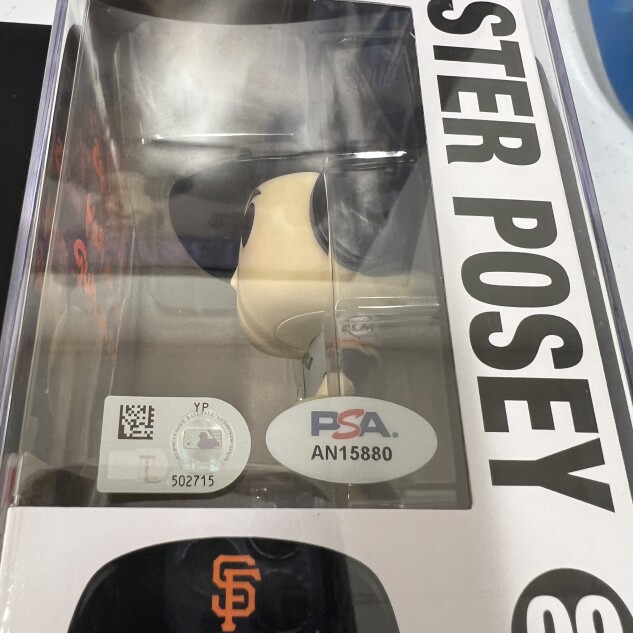 STER POSEY
YP
502715
PSA.
AN15880
SF